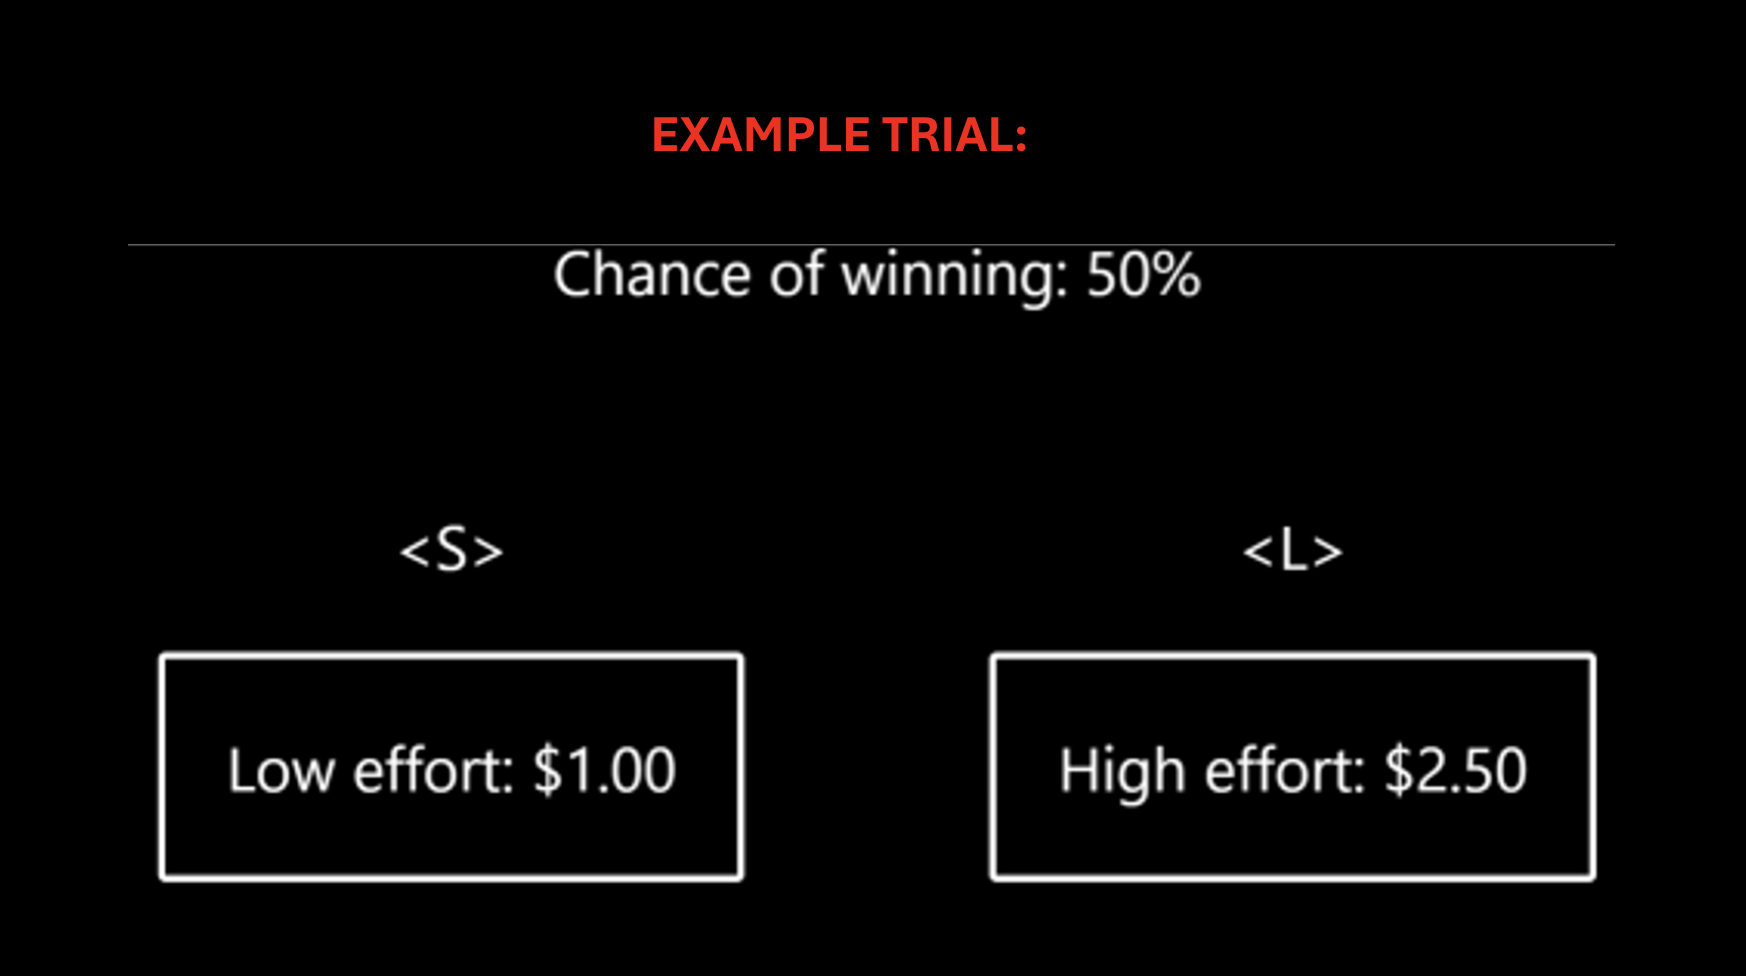 EXAMPLE TRIAL:
Chance of winning: 50%
<S> <L>
Low effort: $1.00 High effort: $2.50